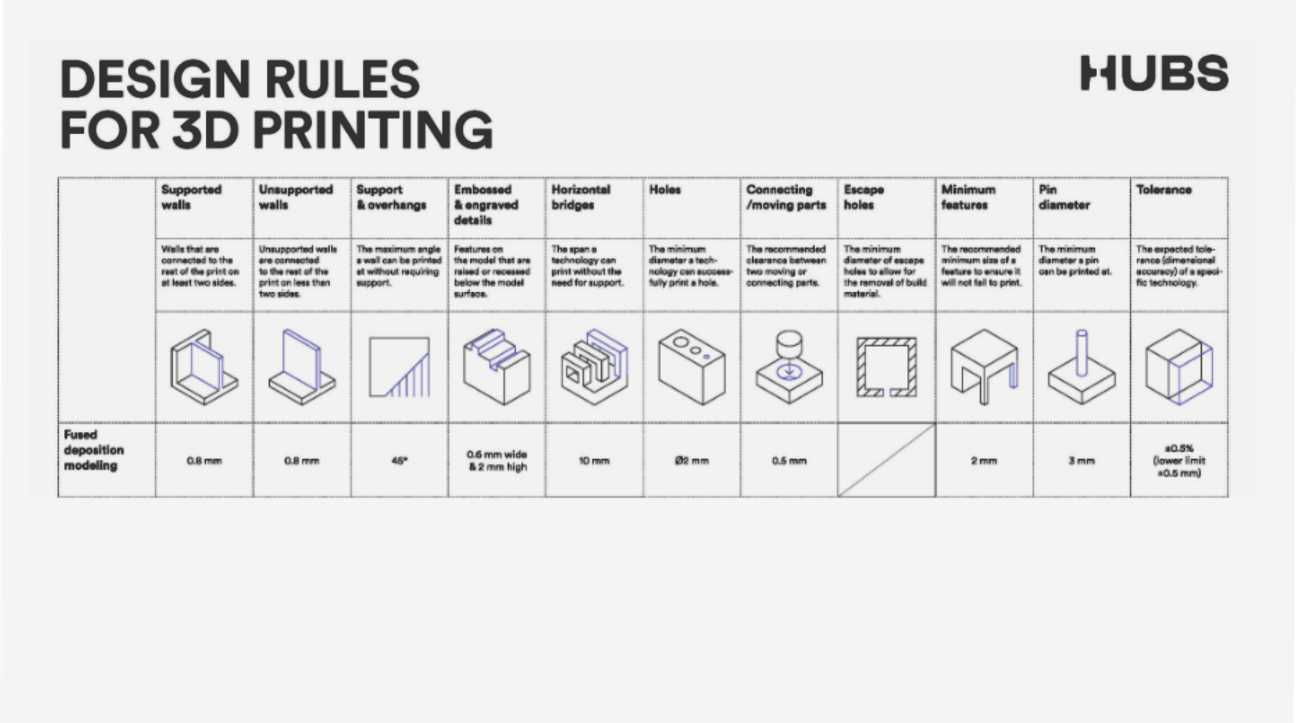 DESIGN RULES
FOR 3D PRINTING
HUBS
Supported
walls
Unsupported
walls
Support
& overhangs
Embossed
& engraved
details
Horizontal
bridges
Holes
Connecting
/moving parts
Escape
holes
Minimum
features
Pin
diameter
Tolerance
Walls that are
connected to the
rest of the print on
at least two sides.
Unsupported walls
are connected
to the rest of the
print on less than
two sides.
The maximum angle
a wall can be printed
at without requiring
support.
Features on
the model that are
raised or recessed
below the model
surface.
The span a
technology can
print without the
need for support.
The minimum
diameter a tech-
nology can success-
fully print a hole.
The recommended
clearance between
two moving or
connecting parts.
The minimum
diameter of escape
holes to allow for
the removal of build
material.
The recommended
minimum size of a
feature to ensure it
will not fail to print.
The minimum
diameter a pin
can be printed at.
The expected tole-
rance (dimensional
accuracy) of a speci-
fic technology.
Fused
deposition
modeling
0.8 mm
0.8 mm
45°
0.6 mm wide
& 2 mm high
10 mm
Ø2 mm
0.5 mm
2 mm
3 mm
±0.5%
(lower limit
±0.5 mm)